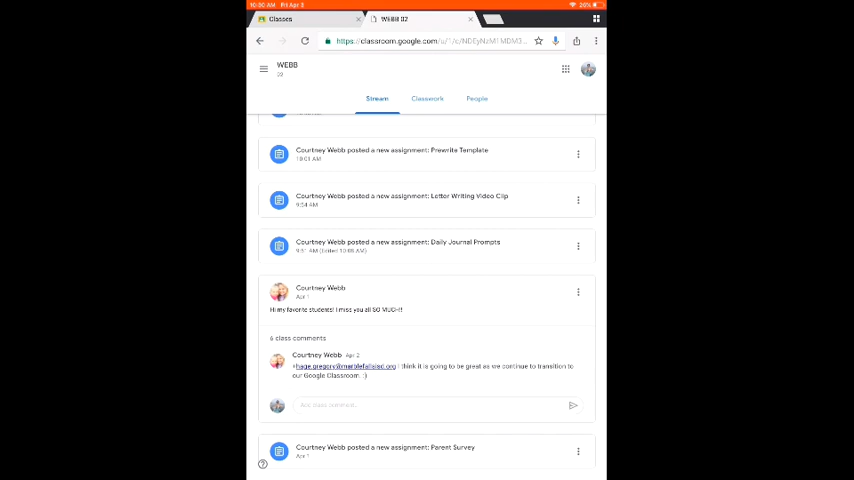 10:00 AM Fri Apr 3
20%
Classes
WEBB 02
https://classroom.google.com/u/1/c/NDEyNzM1MDM3...
WEBB
02
Stream
Classwork
People
Courtney Webb posted a new assignment: Prewrite Template
10:01 AM
Courtney Webb posted a new assignment: Letter Writing Video Clip
9:54 AM
Courtney Webb posted a new assignment: Daily Journal Prompts
9:51 AM (Edited 10:00 AM)
Courtney Webb
Apr 1
Hi my favorite students! I miss you all SO MUCH!!
6 class comments
Courtney Webb Apr 2
+hage.gregory@marblefallsisd.org I think it is going to be great as we continue to transition to
our Google Classroom. :)
Add class comment...
Courtney Webb posted a new assignment: Parent Survey
Apr 1